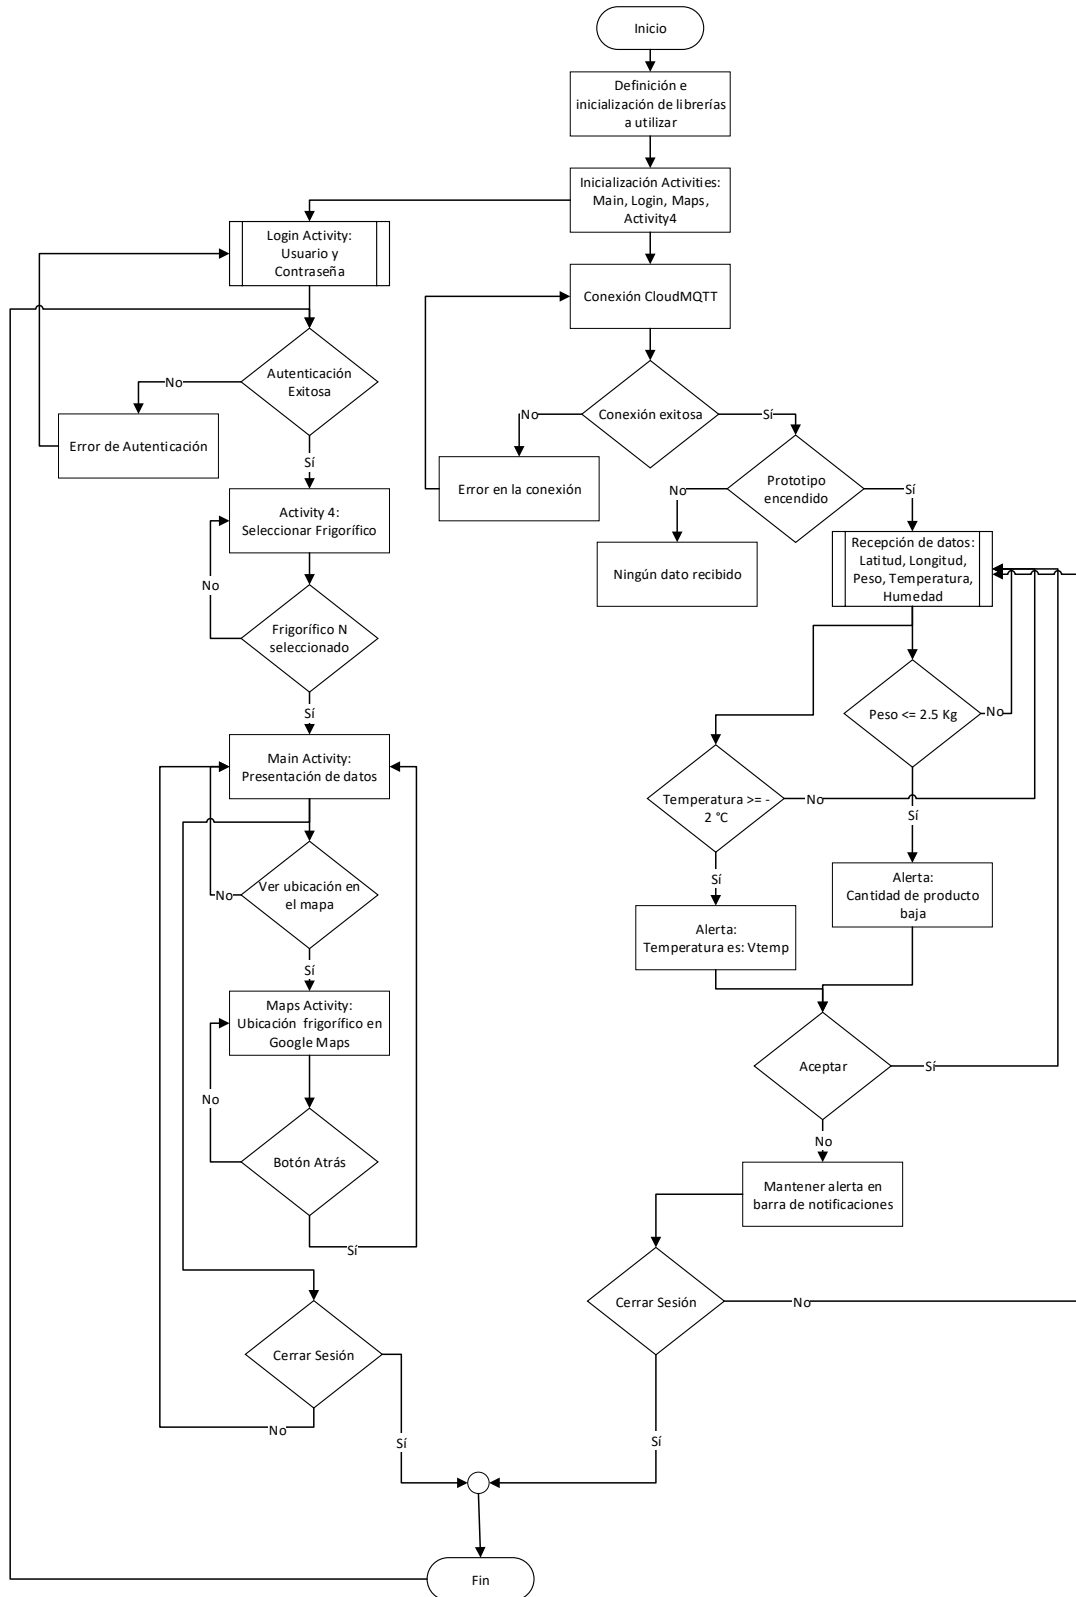 Inicio
Definición e
inicialización de librerías
a utilizar
Inicialización Activities:
Main, Login, Maps,
Activity4
Login Activity:
Usuario y
Contraseña
Conexión CloudMQTT
Autenticación
Exitosa
No
Error de Autenticación
Sí
Conexión exitosa
No
Sí
Error en la conexión
Prototipo
encendido
No
Sí
Ningún dato recibido
Recepción de datos:
Latitud, Longitud,
Peso, Temperatura,
Humedad
Activity 4:
Seleccionar Frigorífico
No
Frigorífico N
seleccionado
Sí
Peso <= 2.5 Kg
No
Sí
Main Activity:
Presentación de datos
Temperatura >= -
2 °C
No
Sí
Ver ubicación en
el mapa
No
Sí
Alerta:
Cantidad de producto
baja
Alerta:
Temperatura es: Vtemp
Maps Activity:
Ubicación frigorífico en
Google Maps
No
Aceptar
Sí
No
Botón Atrás
Sí
Mantener alerta en
barra de notificaciones
Cerrar Sesión
No
Sí
Cerrar Sesión
No
Sí
Fin